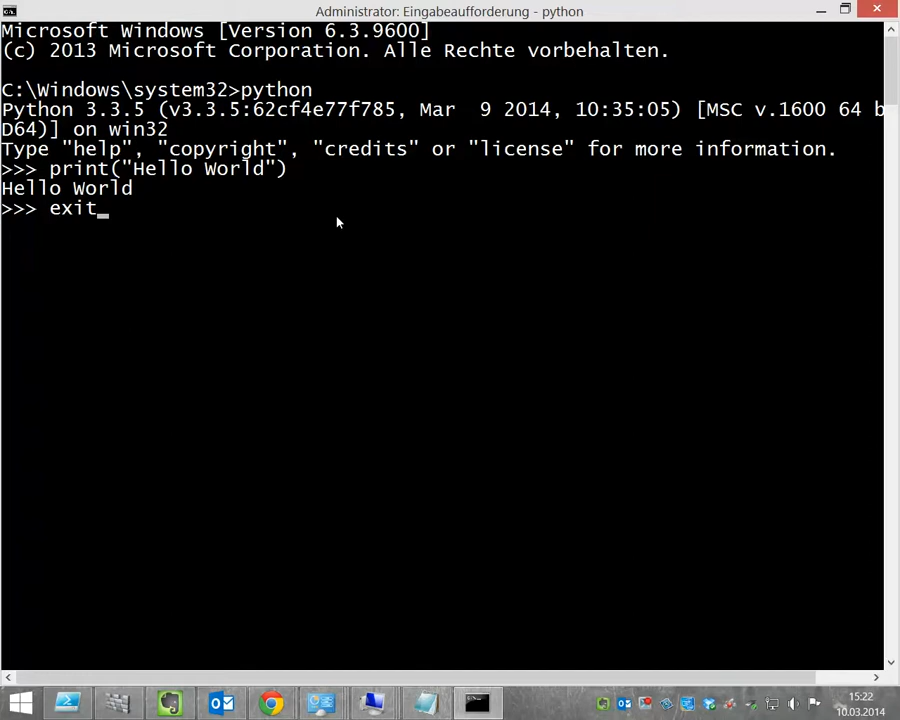 Administrator: Eingabeaufforderung - python
Microsoft Windows [Version 6.3.9600]
(c) 2013 Microsoft Corporation. Alle Rechte vorbehalten.
C:\Windows\system32>python
Python 3.3.5 (v3.3.5:62cf4e77f785, Mar  9 2014, 10:35:05) [MSC v.1600 64 b
D64)] on win32
Type "help", "copyright", "credits" or "license" for more information.
>>> print("Hello World")
Hello World
>>> exit_
15:22
10.03.2014